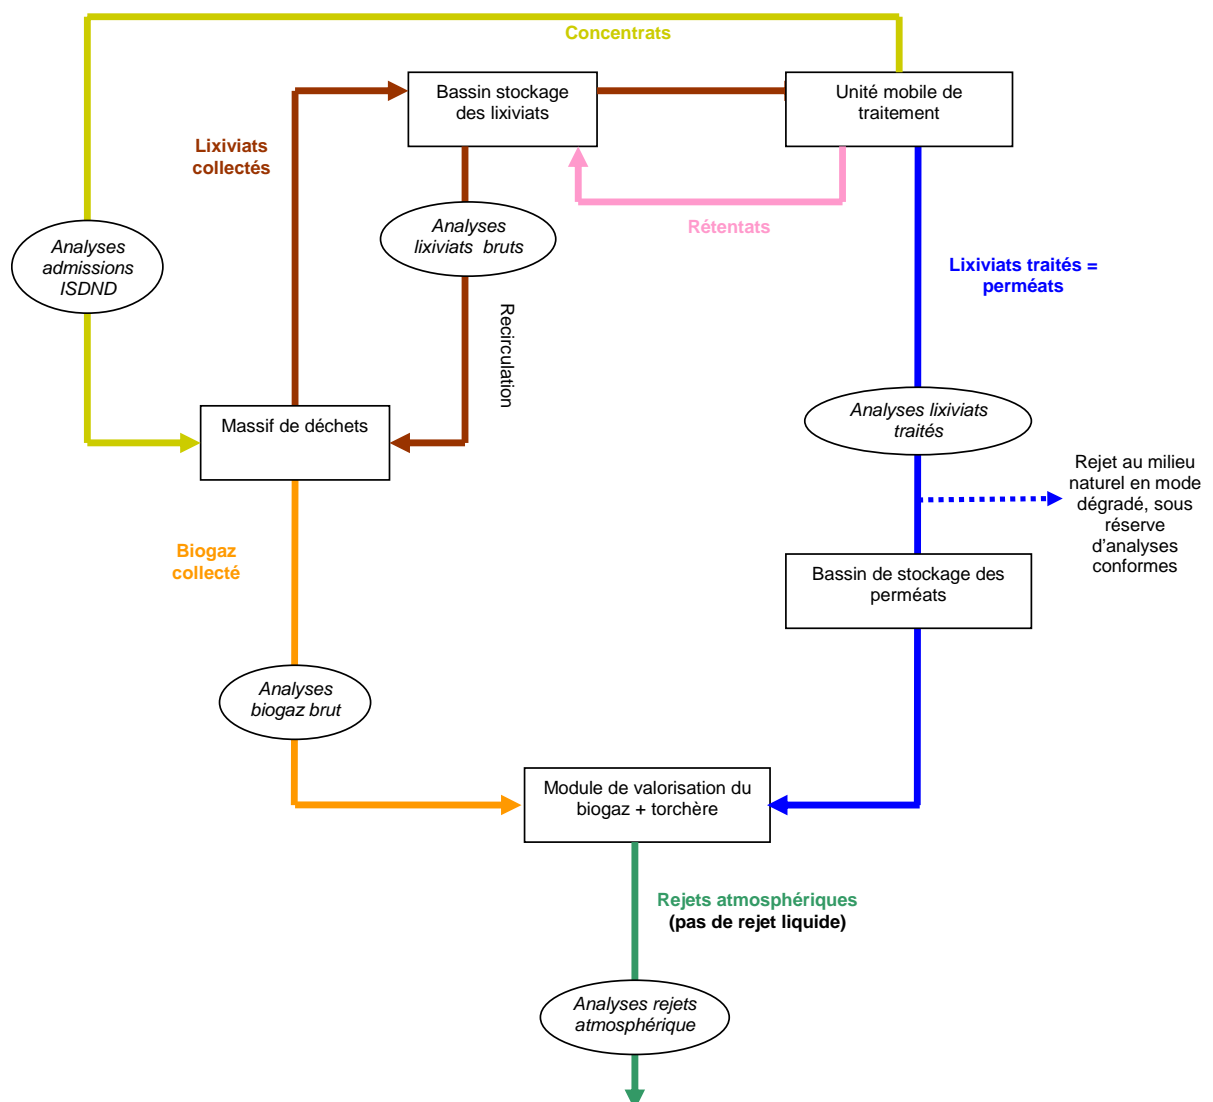 Concentrats
Bassin stockage
des lixiviats
Unité mobile de
traitement
Lixiviats
collectés
Rétentats
Analyses
lixiviats bruts
Analyses
admissions
ISDND
Lixiviats traités =
perméats
Recirculation
Massif de déchets
Analyses lixiviats
traités
Rejet au milieu
naturel en mode
dégradé, sous
réserve
d'analyses
conformes
Biogaz
collecté
Bassin de stockage des
perméats
Analyses
biogaz brut
Module de valorisation du
biogaz + torchère
Rejets atmosphériques
(pas de rejet liquide)
Analyses rejets
atmosphérique